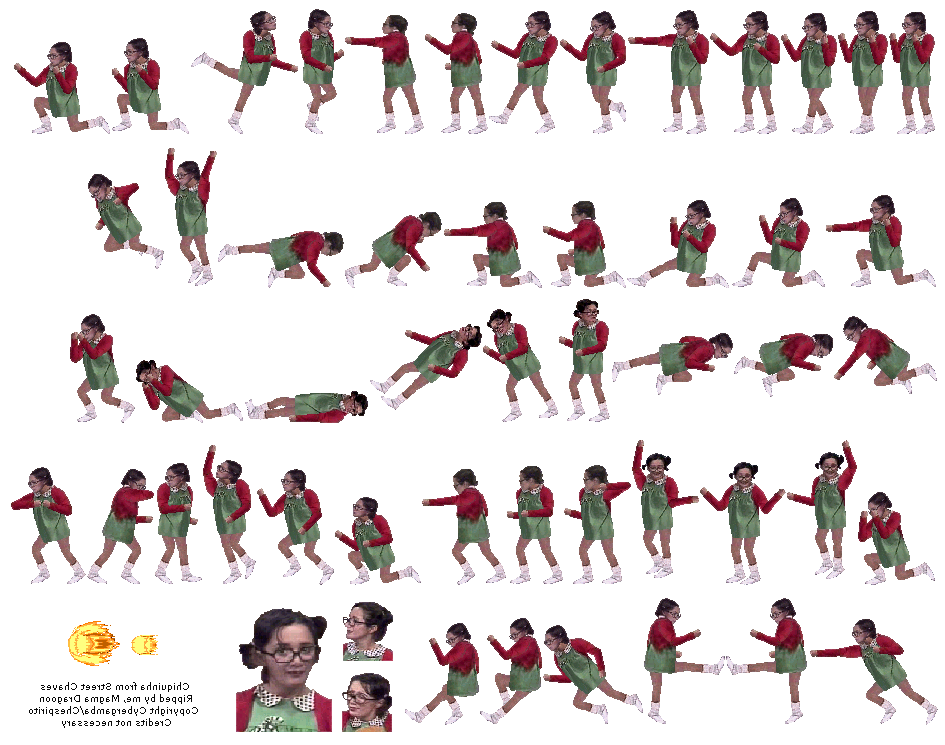 Chiquinha from Street Chaves
Ripped by, me, Magma Dragoon
Copyright Cybergamba/Chespirito
Credits not necessary